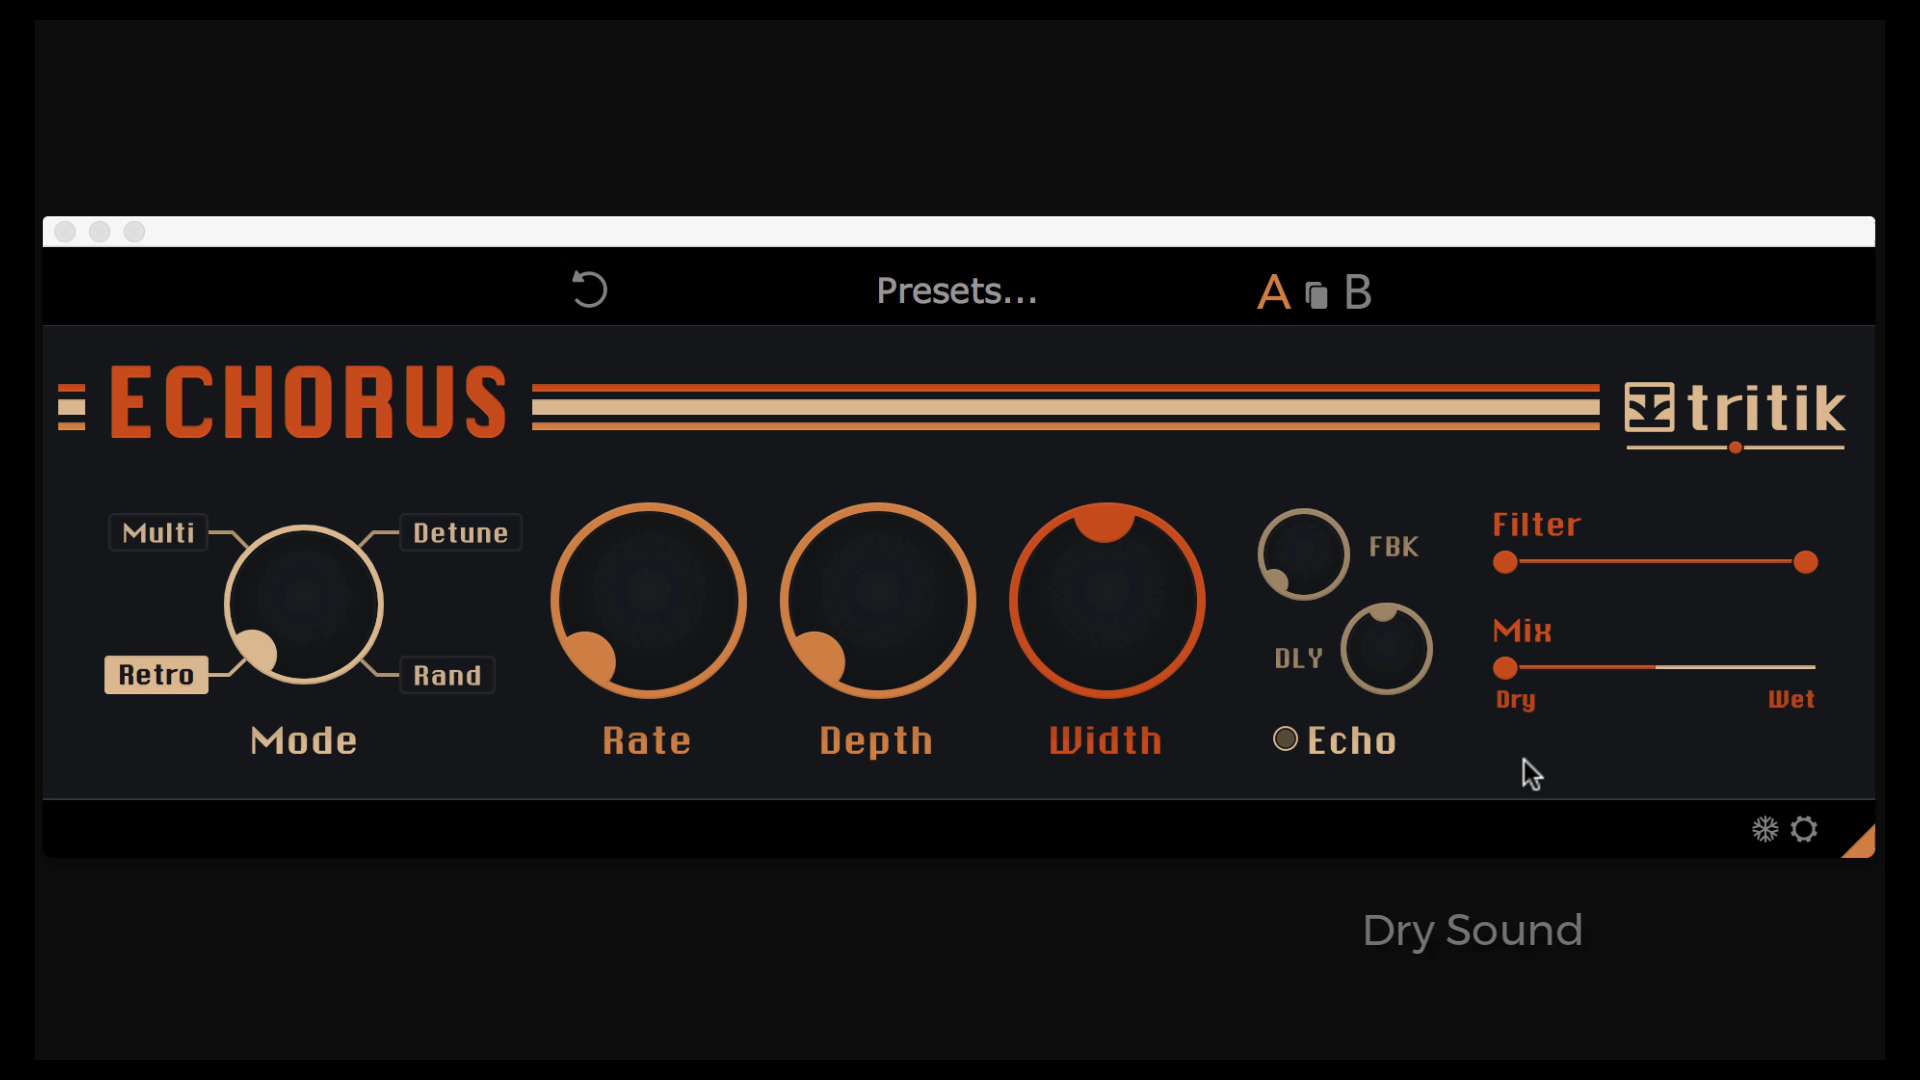 Presets...
A B
ECHORUS
tritik
Multi
Detune
Retro
Rand
Mode
Rate
Depth
Width
FBK
DLY
Echo
Filter
Mix
Dry
Wet
Dry Sound